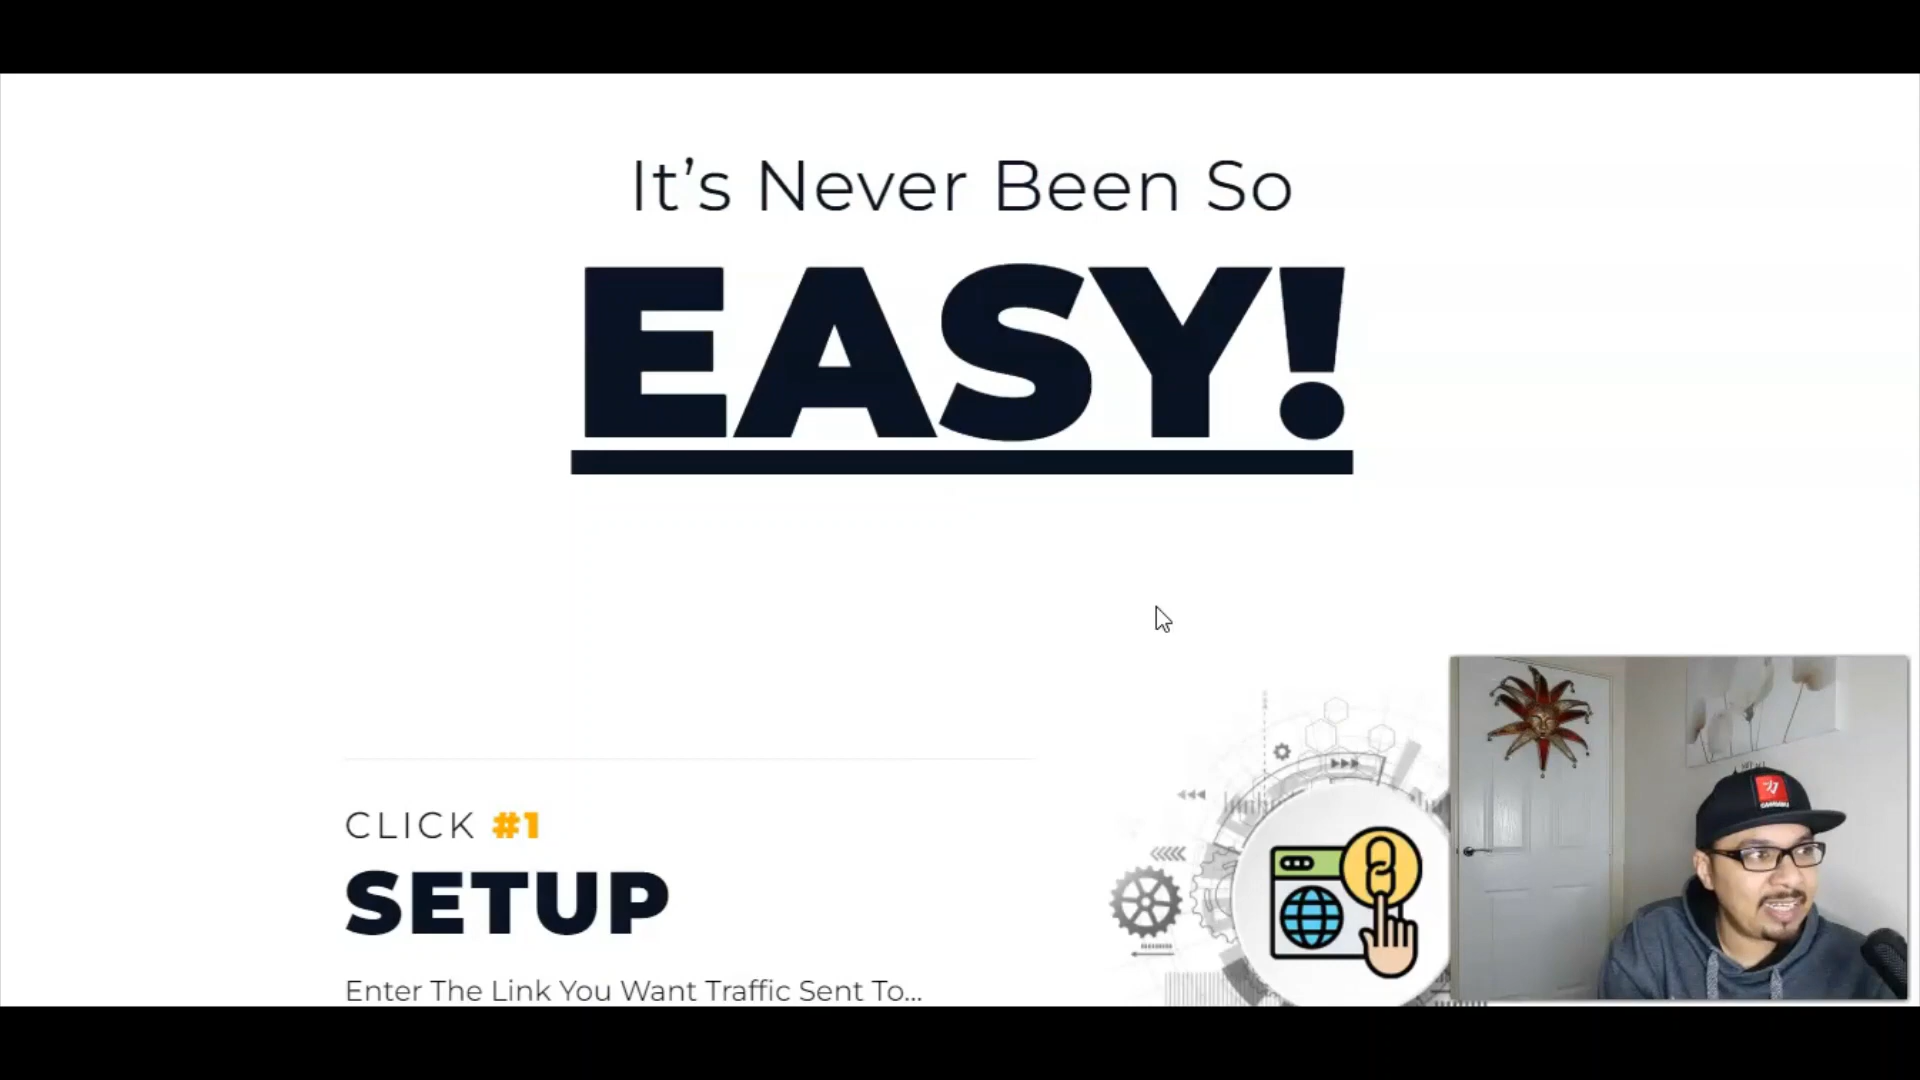 It's Never Been So
EASY!
CLICK #1
SETUP
Enter The Link You Want Traffic Sent To...